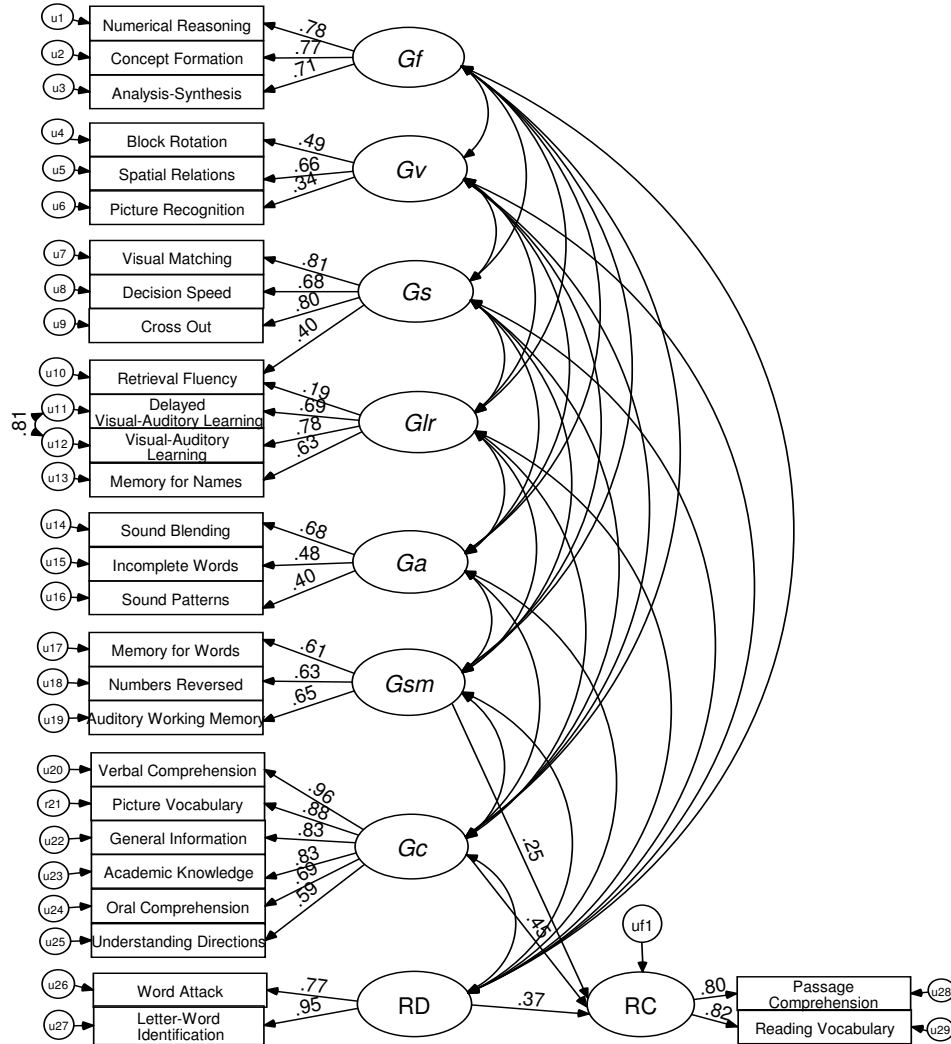 u1
Numerical Reasoning
.78
u2
Concept Formation
.77
Gf
u3
Analysis-Synthesis
.71
u4
Block Rotation
.49
u5
Spatial Relations
.66
Gv
u6
Picture Recognition
.34
u7
Visual Matching
.81
u8
Decision Speed
.68
Gs
u9
Cross Out
.80
.40
u10
Retrieval Fluency
.19
.81
u11
Delayed
Visual-Auditory Learning
.69
Glr
u12
Visual-Auditory
Learning
.78
u13
Memory for Names
.63
u14
Sound Blending
.68
u15
Incomplete Words
.48
Ga
u16
Sound Patterns
.40
u17
Memory for Words
.61
u18
Numbers Reversed
.63
Gsm
u19
Auditory Working Memory
.65
u20
Verbal Comprehension
.96
r21
Picture Vocabulary
.88
u22
General Information
.83
Gc
.25
u23
Academic Knowledge
.83
u24
Oral Comprehension
.69
u25
Understanding Directions
.59
.45
uf1
u26
Word Attack
.77
RD
.37
RC
.80
Passage
Comprehension
u28
u27
Letter-Word
Identification
.95
.82
Reading Vocabulary
u29